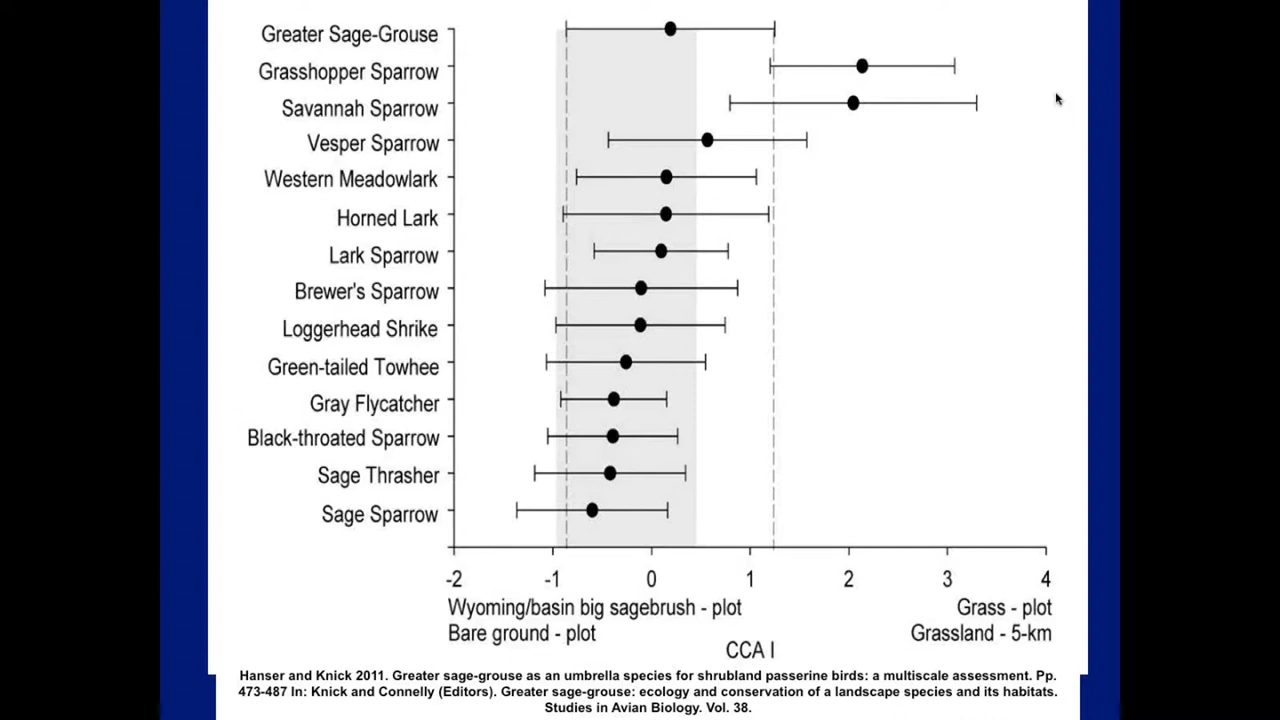 Greater Sage-Grouse
Grasshopper Sparrow
Savannah Sparrow
Vesper Sparrow
Western Meadowlark
Horned Lark
Lark Sparrow
Brewer's Sparrow
Loggerhead Shrike
Green-tailed Towhee
Gray Flycatcher
Black-throated Sparrow
Sage Thrasher
Sage Sparrow
-2 -1 0 1 2 3 4
Wyoming/basin big sagebrush - plot Grass - plot
Bare ground - plot Grassland - 5-km
CCA I
Hanser and Knick 2011. Greater sage-grouse as an umbrella species for shrubland passerine birds: a multiscale assessment. Pp.
473-487 In: Knick and Connelly (Editors). Greater sage-grouse: ecology and conservation of a landscape species and its habitats.
Studies in Avian Biology. Vol. 38.